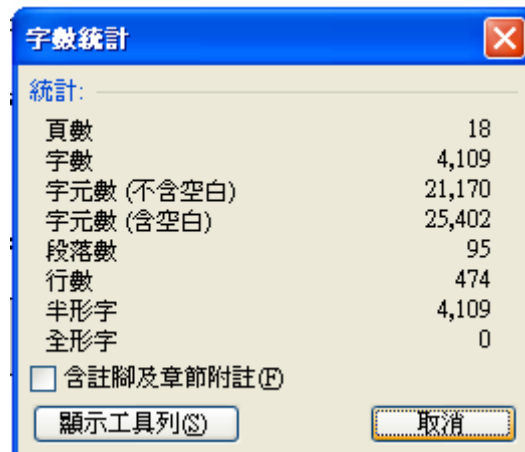 字數統計
統計:
頁數 18
字數 4,109
字元數 (不含空白) 21,170
字元數 (含空白) 25,402
段落數 95
行數 474
半形字 4,109
全形字 0
含註腳及章節附註(F)
顯示工具列(S) 取消